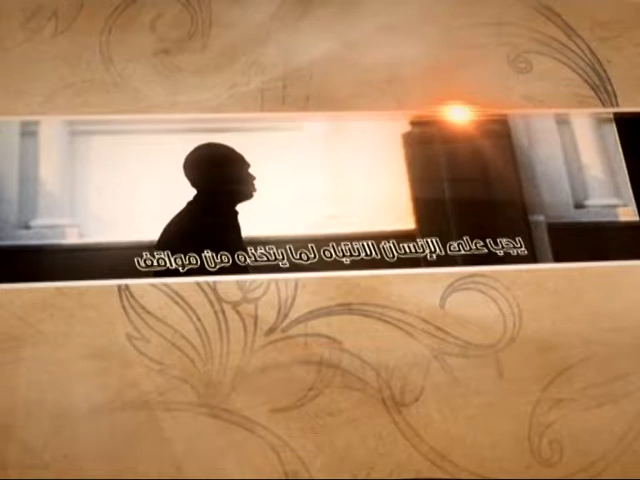 يجب على الإنسان الانتباه لما يتخذه من مواقف